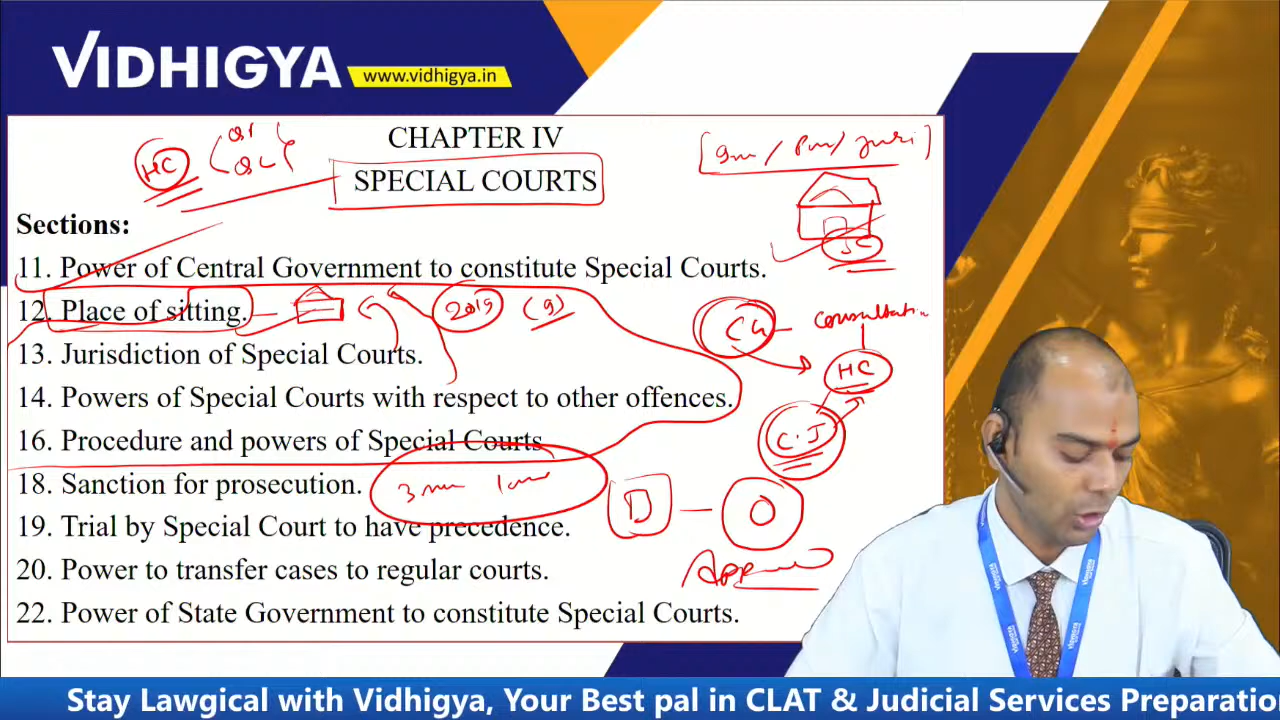 VIDHIGYA
www.vidhigya.in
CHAPTER IV
SPECIAL COURTS
HC
Sections:
11. Power of Central Government to constitute Special Courts.
12. Place of sitting.
2019 (9)
CG
Consultation
13. Jurisdiction of Special Courts.
HC
14. Powers of Special Courts with respect to other offences.
C.J
16. Procedure and powers of Special Courts.
18. Sanction for prosecution.
D - O
19. Trial by Special Court to have precedence.
20. Power to transfer cases to regular courts.
22. Power of State Government to constitute Special Courts.
VIDHIGYA
Stay Lawgical with Vidhigya, Your Best pal in CLAT & Judicial Services Preparatio